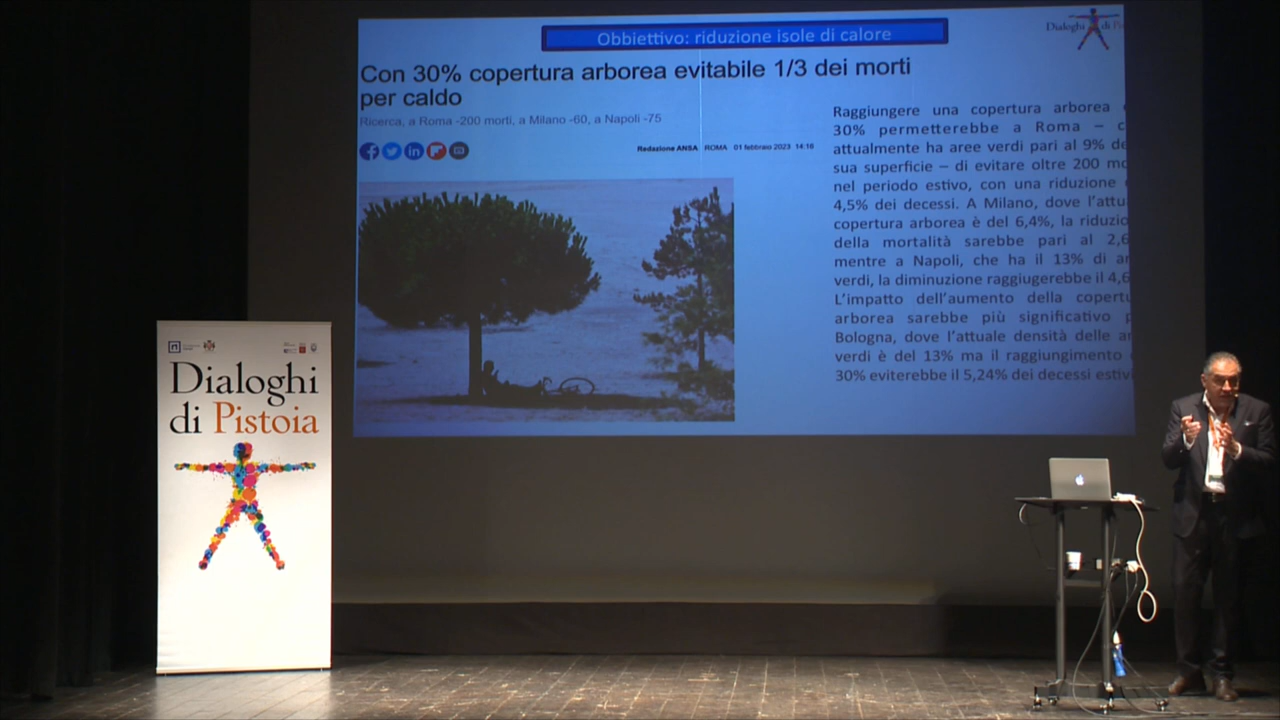 Obbiettivo: riduzione isole di calore
Dialoghi di
Con 30% copertura arborea evitabile 1/3 dei morti
per caldo
Ricerca, a Roma -200 morti, a Milano -60, a Napoli -75
Redazione ANSA ROMA 01 febbraio 2023 14:16
Raggiungere una copertura arborea
30% permetterebbe a Roma –
attualmente ha aree verdi pari al 9%
sua superficie – di evitare oltre 200
nel periodo estivo, con una riduzione
4,5% dei decessi. A Milano, dove
copertura arborea è del 6,4%, la
della mortalità sarebbe pari al
mentre a Napoli, che ha il 13% di
verdi, la diminuzione raggiugerebbe il
L'impatto dell'aumento della
arborea sarebbe più significativo
Bologna, dove l'attuale densità delle
verdi è del 13% ma il raggiungimento
30% eviterebbe il 5,24% dei decessi
Dialoghi
di Pistoia